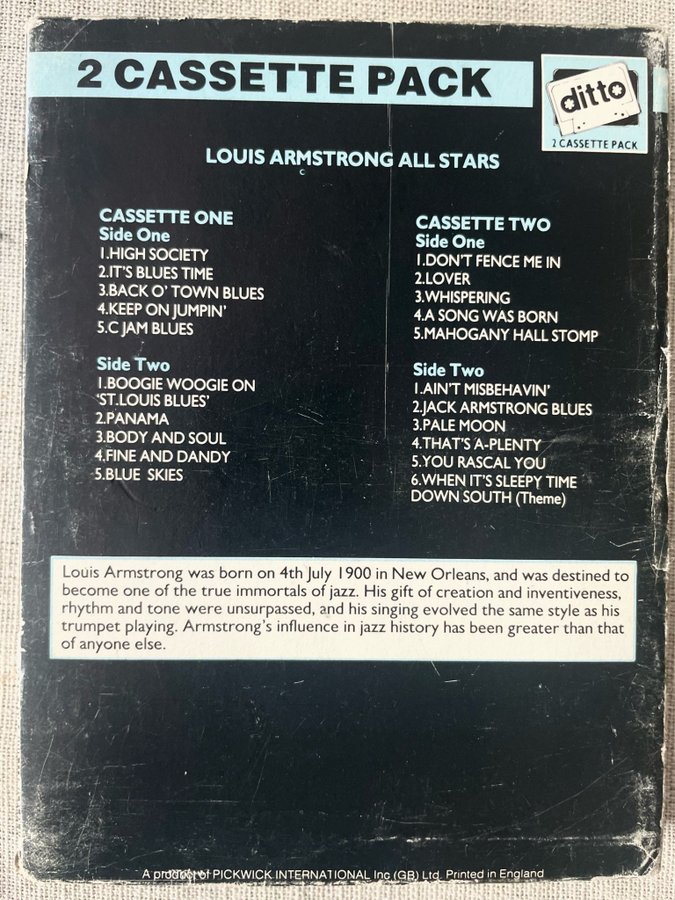 2 CASSETTE PACK
ditto
2 CASSETTE PACK
LOUIS ARMSTRONG ALL STARS
c
CASSETTE ONE
Side One
1.HIGH SOCIETY
2.IT'S BLUES TIME
3.BACK O' TOWN BLUES
4.KEEP ON JUMPIN'
5.C JAM BLUES
Side Two
1.BOOGIE WOOGIE ON
'ST.LOUIS BLUES'
2.PANAMA
3.BODY AND SOUL
4.FINE AND DANDY
5.BLUE SKIES
CASSETTE TWO
Side One
1.DON'T FENCE ME IN
2.LOVER
3.WHISPERING
4.A SONG WAS BORN
5.MAHOGANY HALL STOMP
Side Two
1.AIN'T MISBEHAVIN'
2.JACK ARMSTRONG BLUES
3.PALE MOON
4.THAT'S A-PLENTY
5.YOU RASCAL YOU
6.WHEN IT'S SLEEPY TIME
DOWN SOUTH (Theme)
Louis Armstrong was born on 4th July 1900 in New Orleans, and was destined to
become one of the true immortals of jazz. His gift of creation and inventiveness,
rhythm and tone were unsurpassed, and his singing evolved the same style as his
trumpet playing. Armstrong's influence in jazz history has been greater than that
of anyone else.
A product of PICKWICK INTERNATIONAL Inc (GB) Ltd. Printed in England